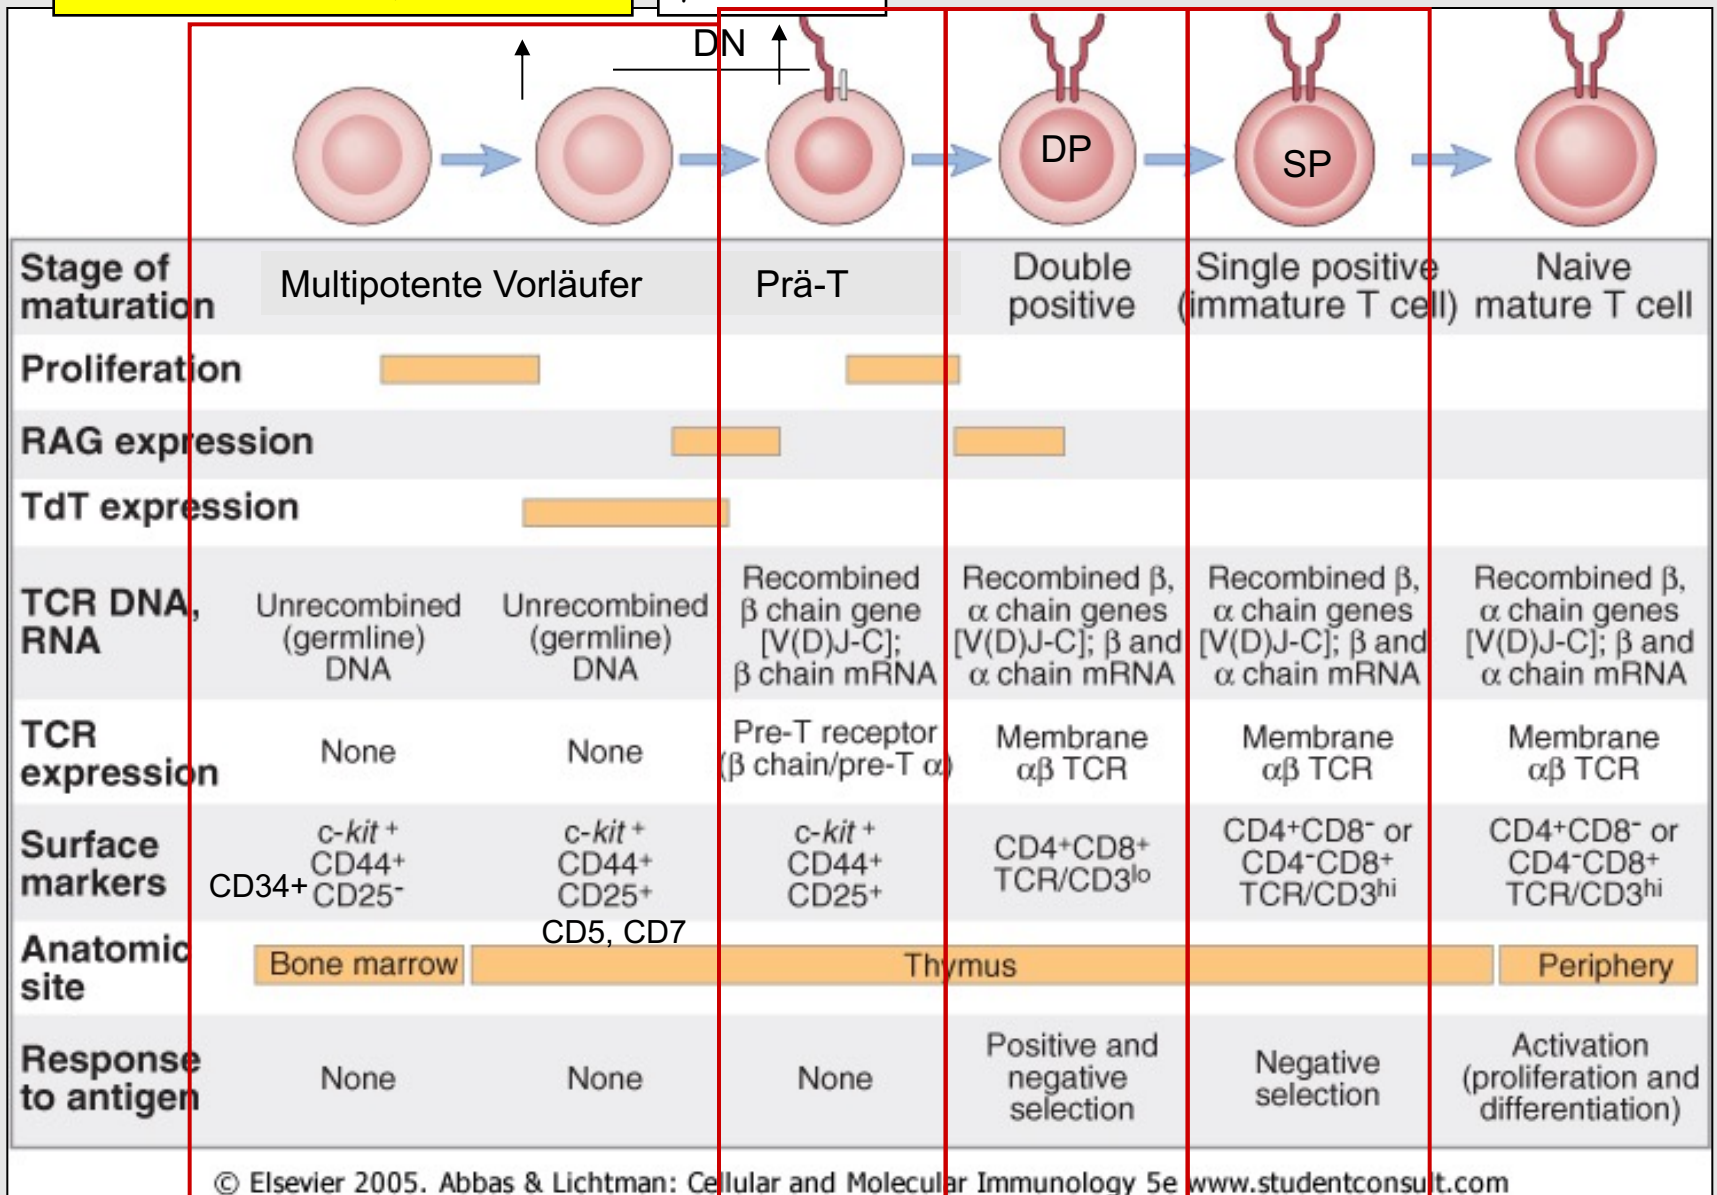 DN
DP
SP
Stage of
maturation
Multipotente Vorläufer
Prä-T
Double
positive
Single positive
(immature T cell)
Naive
mature T cell
Proliferation
RAG expression
TdT expression
TCR DNA,
RNA
Unrecombined
(germline)
DNA
Unrecombined
(germline)
DNA
Recombined
β chain gene
[V(D)J-C];
β chain mRNA
Recombined β,
α chain genes
[V(D)J-C]; β and
α chain mRNA
Recombined β,
α chain genes
[V(D)J-C]; β and
α chain mRNA
Recombined β,
α chain genes
[V(D)J-C]; β and
α chain mRNA
TCR
expression
None
None
Pre-T receptor
(β chain/pre-T α)
Membrane
αβ TCR
Membrane
αβ TCR
Membrane
αβ TCR
Surface
markers
CD34+
c-kit⁺
CD44⁺
CD25⁻
c-kit⁺
CD44⁺
CD25⁺
CD5, CD7
c-kit⁺
CD44⁺
CD25⁺
CD4⁺CD8⁺
TCR/CD3ˡᵒ
CD4⁺CD8⁻ or
CD4⁻CD8⁺
TCR/CD3ʰⁱ
CD4⁺CD8⁻ or
CD4⁻CD8⁺
TCR/CD3ʰⁱ
Anatomic
site
Bone marrow
Thymus
Periphery
Response
to antigen
None
None
None
Positive and
negative
selection
Negative
selection
Activation
(proliferation and
differentiation)
© Elsevier 2005. Abbas & Lichtman: Cellular and Molecular Immunology 5e www.studentconsult.com